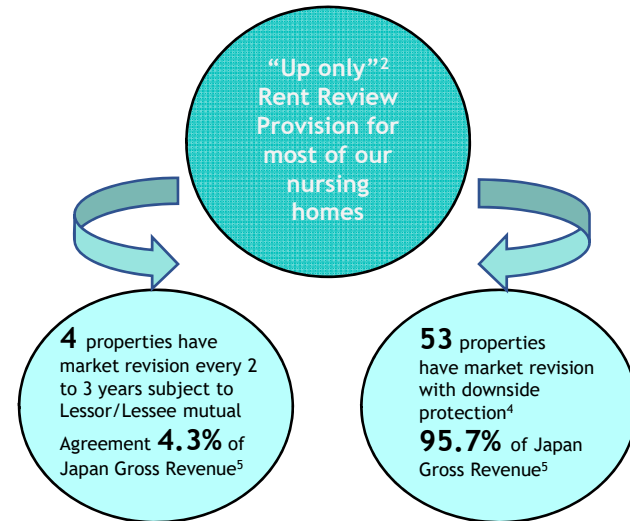 “Up only”2
Rent Review
Provision for
most of our
nursing
homes
4 properties have
market revision every 2
to 3 years subject to
Lessor/Lessee mutual
Agreement 4.3% of
Japan Gross Revenue5
53 properties
have market revision
with downside
protection4
95.7% of Japan
Gross Revenue5